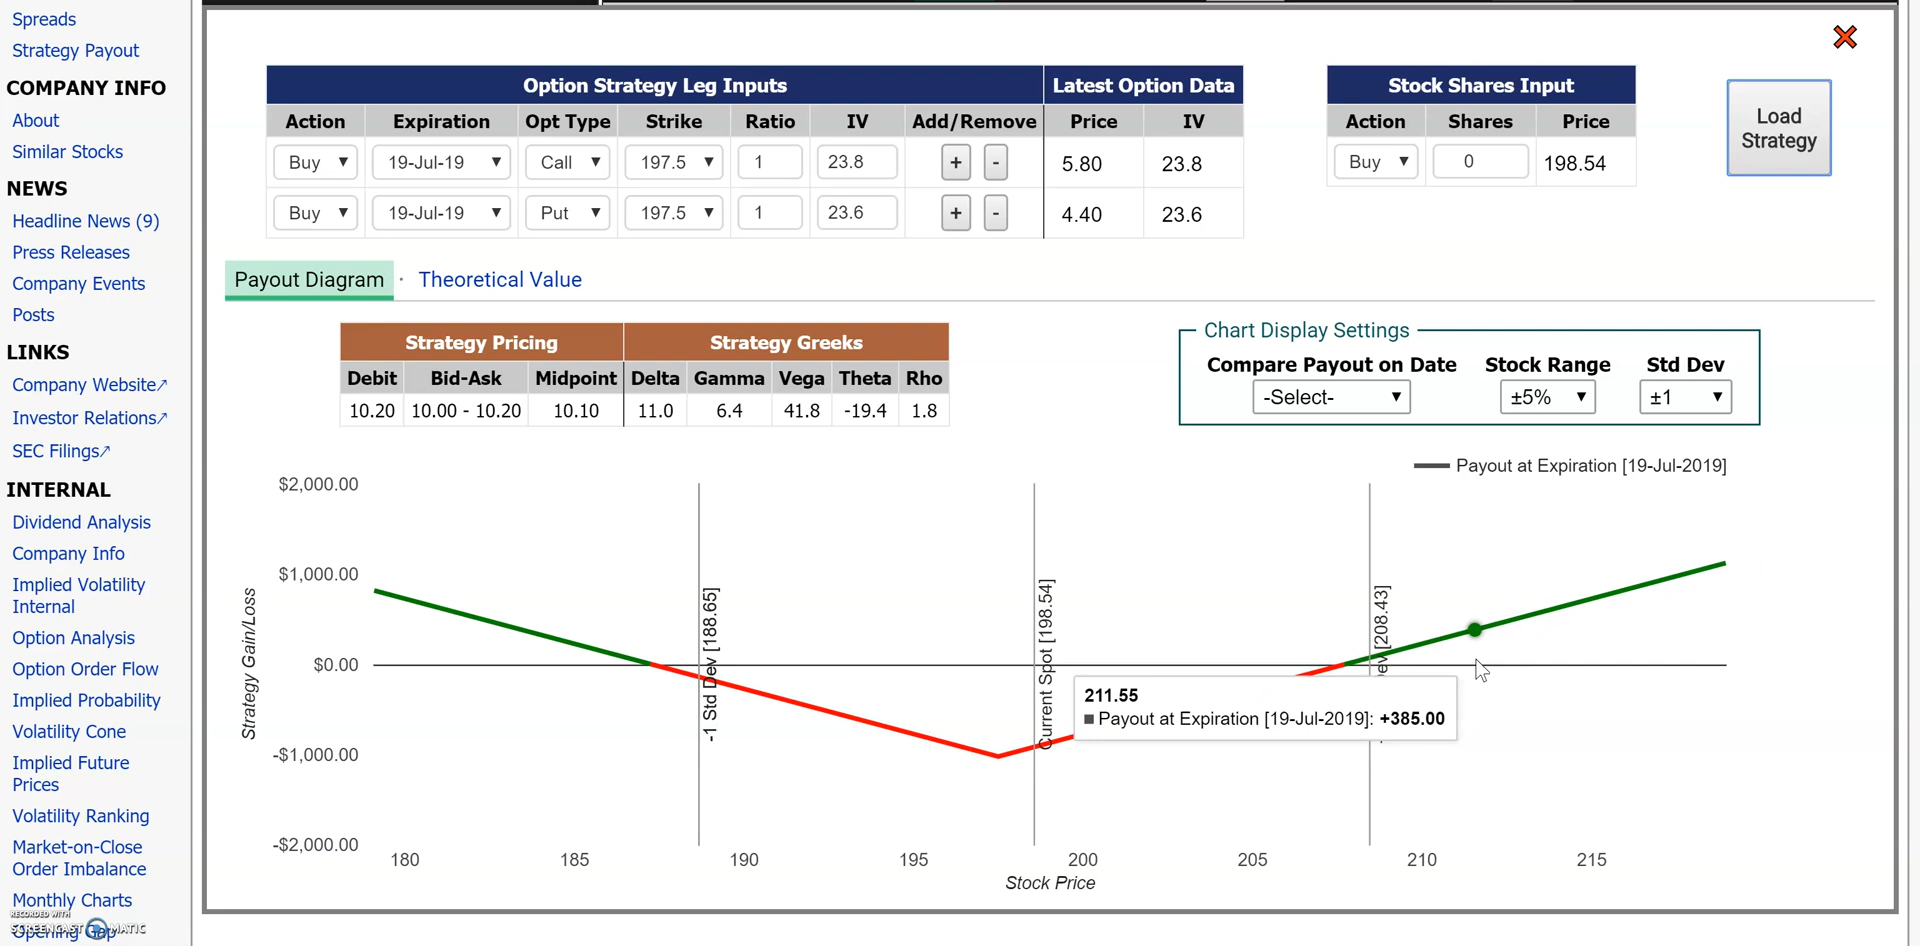 Spreads
Strategy Payout
COMPANY INFO
About
Similar Stocks
NEWS
Headline News (9)
Press Releases
Company Events
Posts
LINKS
Company Website↗
Investor Relations↗
SEC Filings↗
INTERNAL
Dividend Analysis
Company Info
Implied Volatility
Internal
Option Analysis
Option Order Flow
Implied Probability
Volatility Cone
Implied Future
Prices
Volatility Ranking
Market-on-Close
Order Imbalance
Monthly Charts
Opening Gap
RECORDED WITH
SCREENCAST MATIC
Option Strategy Leg Inputs Latest Option Data
Action Expiration Opt Type Strike Ratio IV Add/Remove Price IV
Buy 19-Jul-19 Call 197.5 1 23.8 + - 5.80 23.8
Buy 19-Jul-19 Put 197.5 1 23.6 + - 4.40 23.6
Stock Shares Input
Action Shares Price
Buy 0 198.54
Load
Strategy
Payout Diagram · Theoretical Value
Strategy Pricing Strategy Greeks
Debit Bid-Ask Midpoint Delta Gamma Vega Theta Rho
10.20 10.00 - 10.20 10.10 11.0 6.4 41.8 -19.4 1.8
Chart Display Settings
Compare Payout on Date Stock Range Std Dev
-Select- ±5% ±1
Payout at Expiration [19-Jul-2019]
$2,000.00
$1,000.00
$0.00
-$1,000.00
-$2,000.00
Strategy Gain/Loss
-1 Std Dev [188.65]
Current Spot [198.54]
ev [208.43]
211.55
Payout at Expiration [19-Jul-2019]: +385.00
180 185 190 195 200 205 210 215
Stock Price